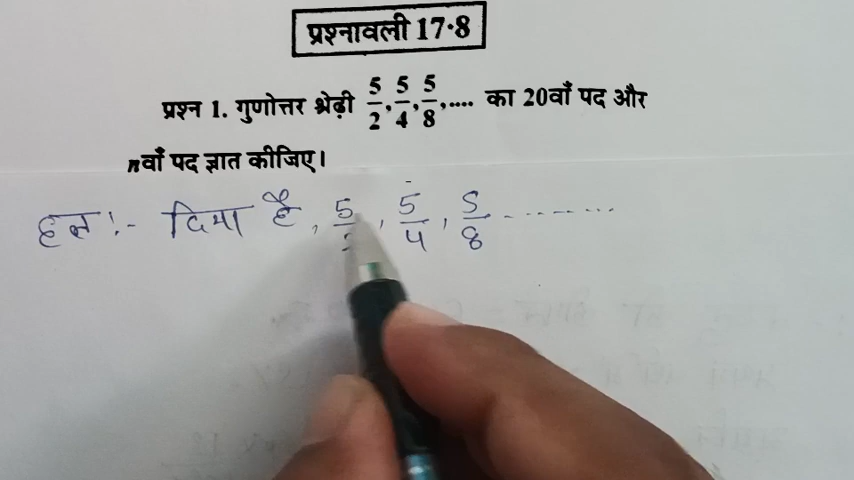 प्रश्नावली 17·8
प्रश्न 1. गुणोत्तर श्रेढ़ी 5/2, 5/4, 5/8, .... का 20वाँ पद और
nवाँ पद ज्ञात कीजिए।
हल :- दिया है, 5/2, 5/4, 5/8 --------